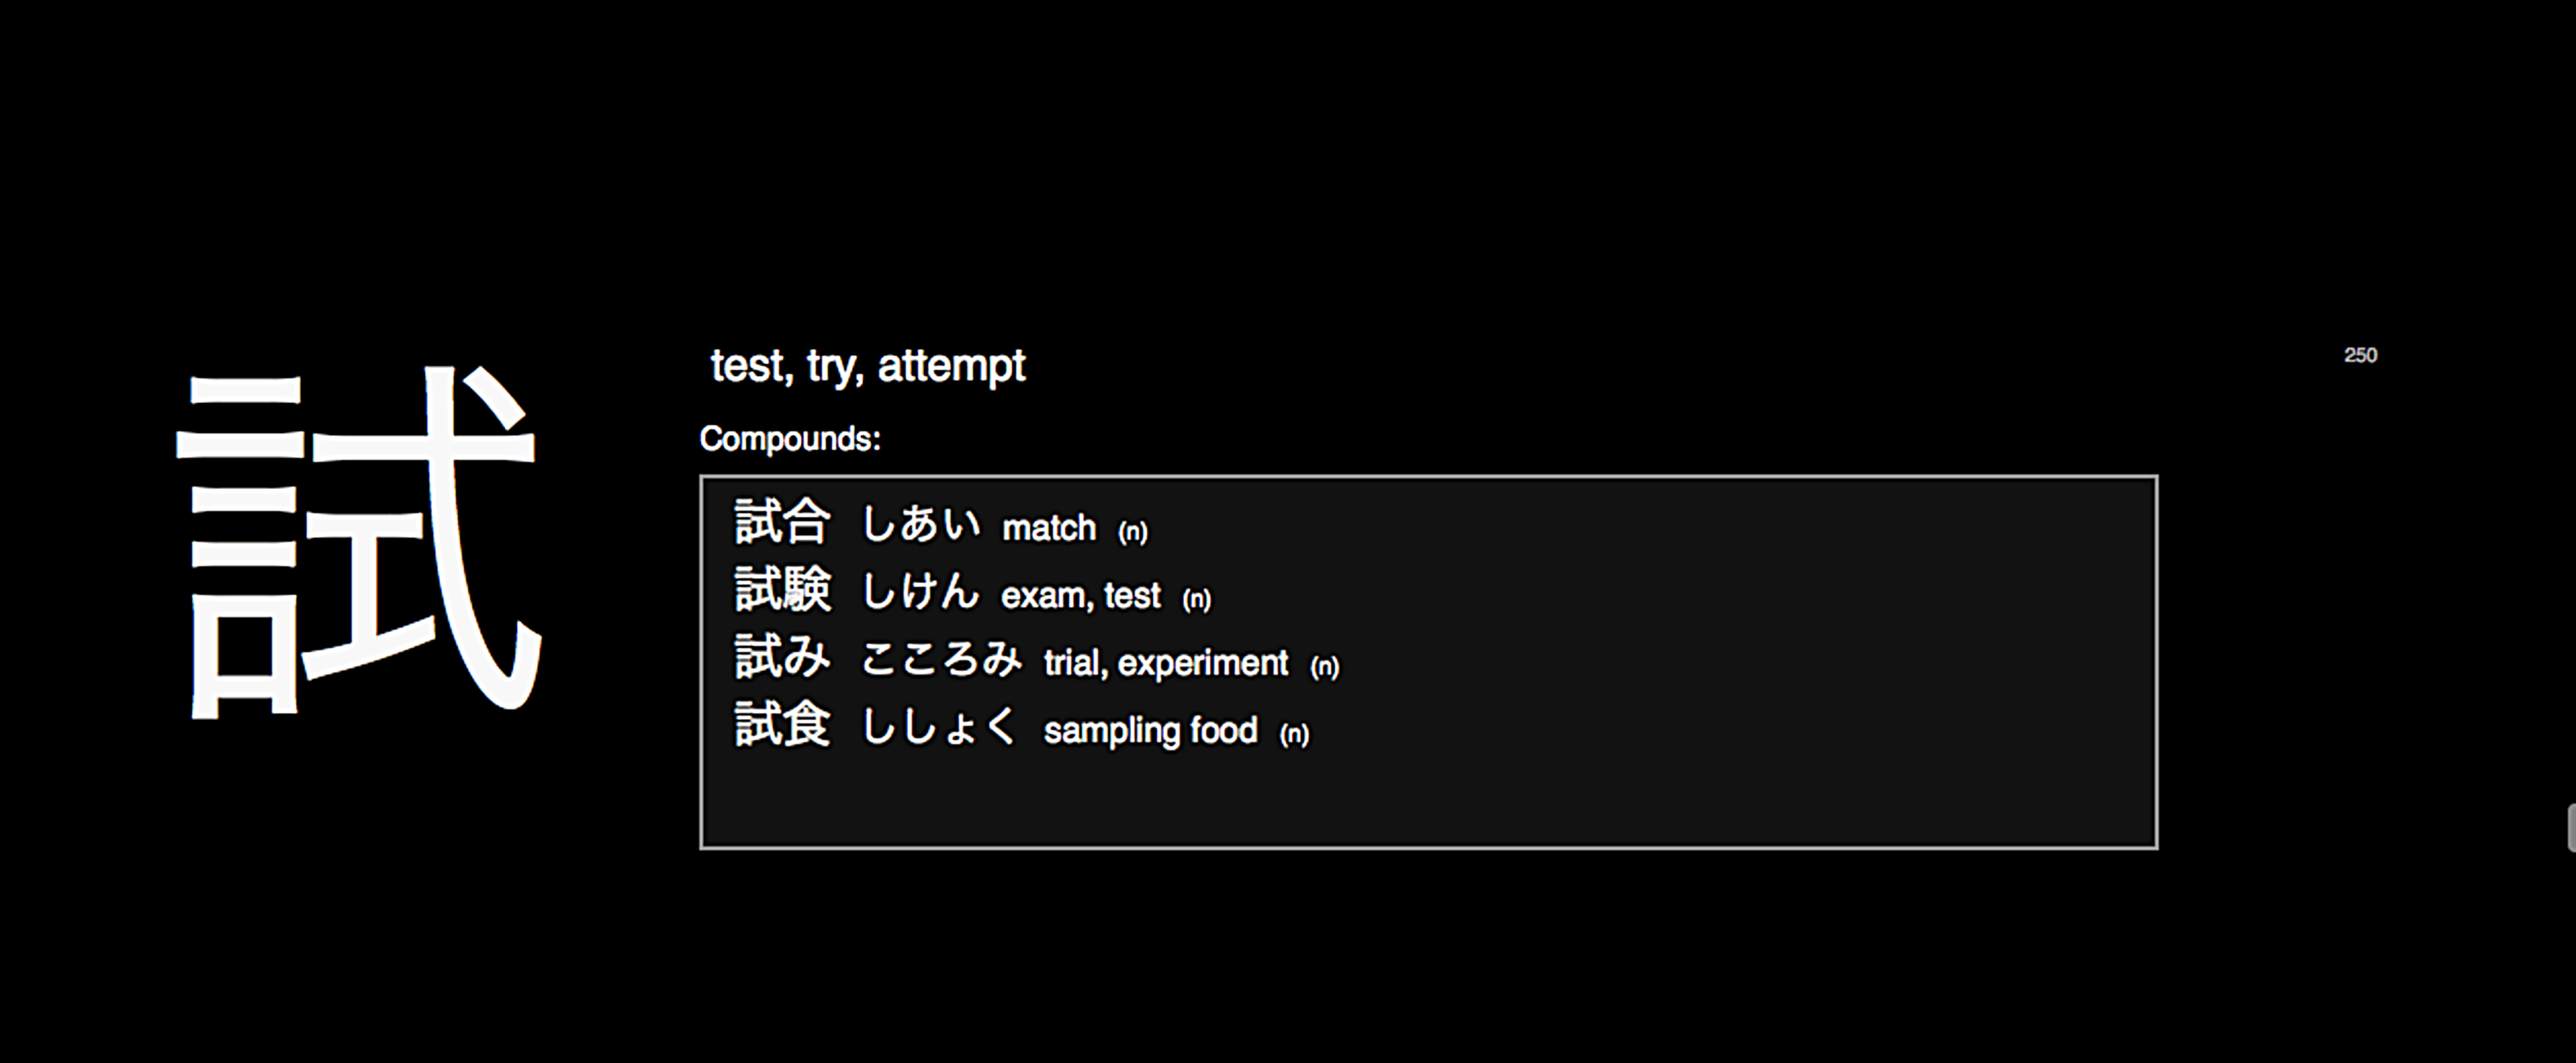 試
test, try, attempt
250
Compounds:
試合 しあい match (n)
試験 しけん exam, test (n)
試み こころみ trial, experiment (n)
試食 ししょく sampling food (n)